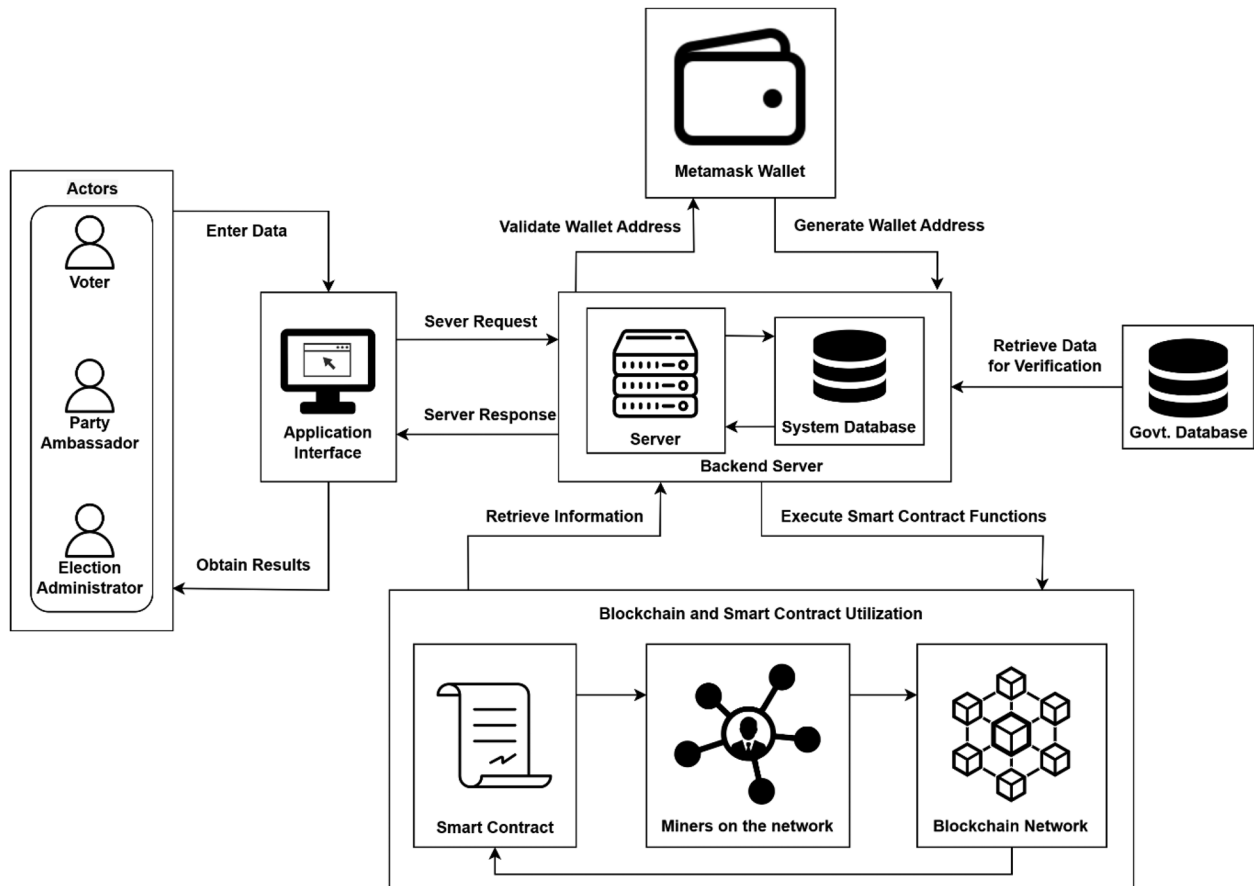 Metamask Wallet
Actors
Voter
Party
Ambassador
Election
Administrator
Enter Data
Obtain Results
Application
Interface
Validate Wallet Address
Generate Wallet Address
Sever Request
Server Response
Server
System Database
Backend Server
Retrieve Data
for Verification
Govt. Database
Retrieve Information
Execute Smart Contract Functions
Blockchain and Smart Contract Utilization
Smart Contract
Miners on the network
Blockchain Network